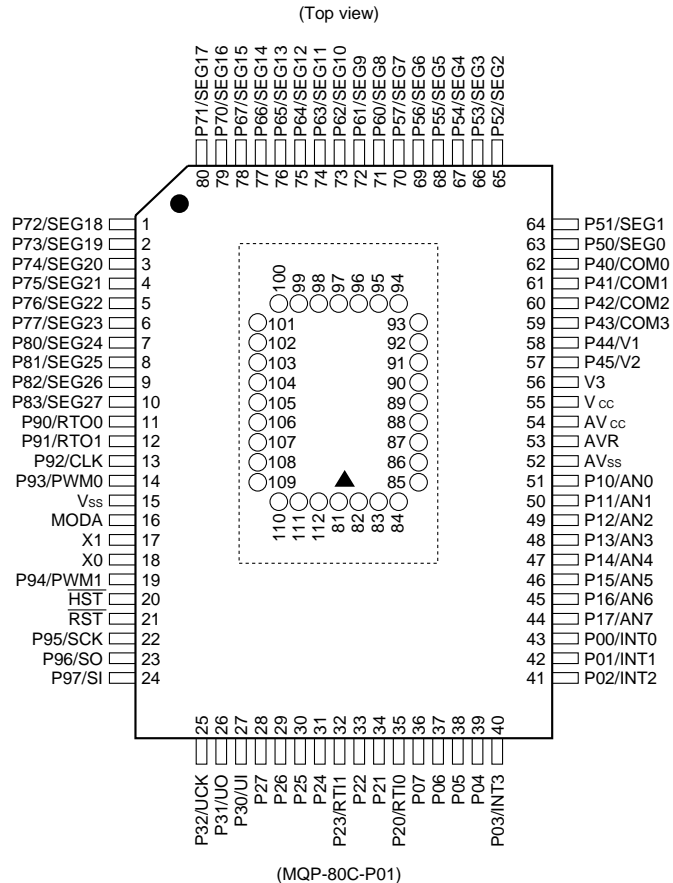 (Top view)
P71/SEG17
P70/SEG16
P67/SEG15
P66/SEG14
P65/SEG13
P64/SEG12
P63/SEG11
P62/SEG10
P61/SEG9
P60/SEG8
P57/SEG7
P56/SEG6
P55/SEG5
P54/SEG4
P53/SEG3
P52/SEG2
80 79 78 77 76 75 74 73 72 71 70 69 68 67 66 65
P72/SEG18 1
P73/SEG19 2
P74/SEG20 3
P75/SEG21 4
P76/SEG22 5
P77/SEG23 6
P80/SEG24 7
P81/SEG25 8
P82/SEG26 9
P83/SEG27 10
P90/RTO0 11
P91/RTO1 12
P92/CLK 13
P93/PWM0 14
Vss 15
MODA 16
X1 17
X0 18
P94/PWM1 19
HST 20
RST 21
P95/SCK 22
P96/SO 23
P97/SI 24
100 99 98 97 96 95 94
101 93
102 92
103 91
104 90
105 89
106 88
107 87
108 86
109 85
110 111 112 81 82 83 84
64 P51/SEG1
63 P50/SEG0
62 P40/COM0
61 P41/COM1
60 P42/COM2
59 P43/COM3
58 P44/V1
57 P45/V2
56 V3
55 Vcc
54 AVcc
53 AVR
52 AVss
51 P10/AN0
50 P11/AN1
49 P12/AN2
48 P13/AN3
47 P14/AN4
46 P15/AN5
45 P16/AN6
44 P17/AN7
43 P00/INT0
42 P01/INT1
41 P02/INT2
25 26 27 28 29 30 31 32 33 34 35 36 37 38 39 40
P32/UCK
P31/UO
P30/UI
P27
P26
P25
P24
P23/RTI1
P22
P21
P20/RTI0
P07
P06
P05
P04
P03/INT3
(MQP-80C-P01)